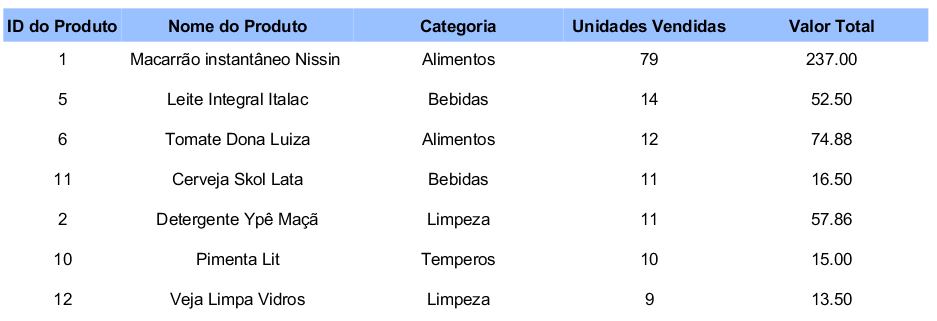 ID do Produto Nome do Produto Categoria Unidades Vendidas Valor Total
1 Macarrão instantâneo Nissin Alimentos 79 237.00
5 Leite Integral Italac Bebidas 14 52.50
6 Tomate Dona Luiza Alimentos 12 74.88
11 Cerveja Skol Lata Bebidas 11 16.50
2 Detergente Ypê Maçã Limpeza 11 57.86
10 Pimenta Lit Temperos 10 15.00
12 Veja Limpa Vidros Limpeza 9 13.50